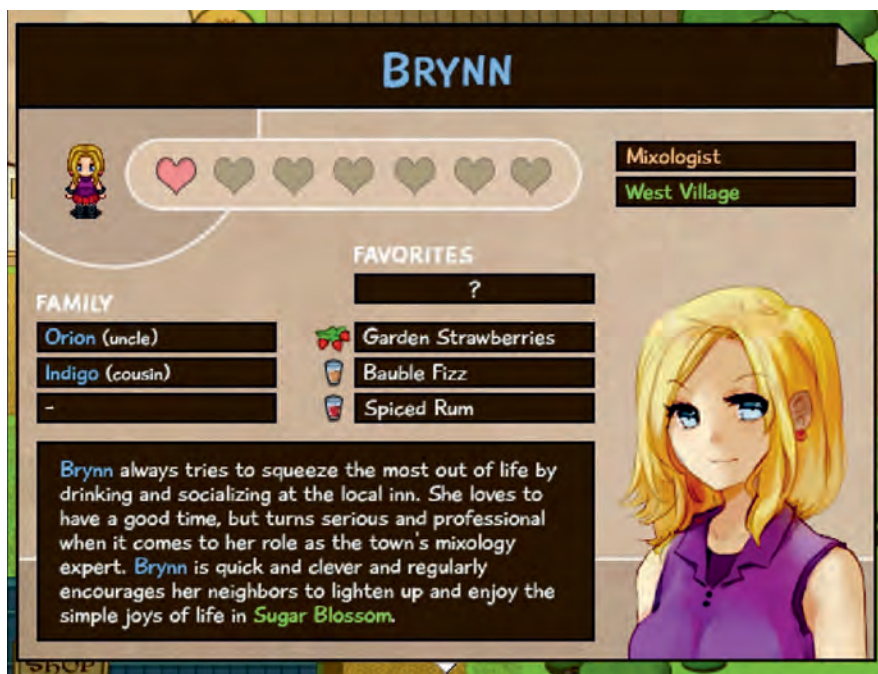 BRYNN
Mixologist
West Village
FAVORITES
?
FAMILY
Orion (uncle)
Garden Strawberries
Indigo (cousin)
Bauble Fizz
-
Spiced Rum
Brynn always tries to squeeze the most out of life by
drinking and socializing at the local inn. She loves to
have a good time, but turns serious and professional
when it comes to her role as the town's mixology
expert. Brynn is quick and clever and regularly
encourages her neighbors to lighten up and enjoy the
simple joys of life in Sugar Blossom.
SHOP